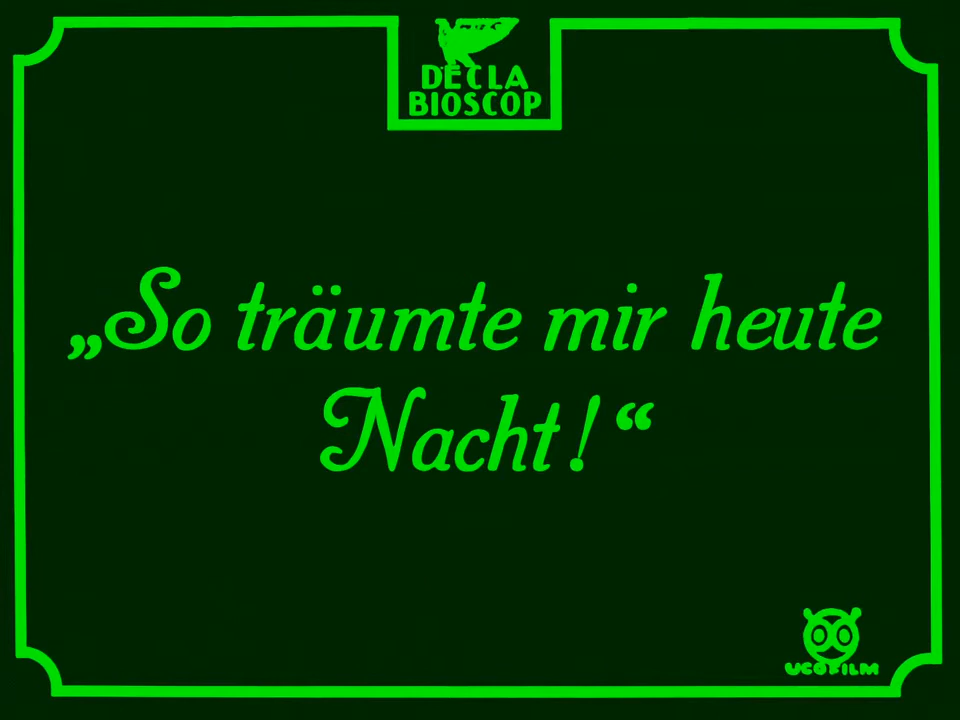 DECLA
BIOSCOP
„So träumte mir heute
Nacht!“
UCOFILM